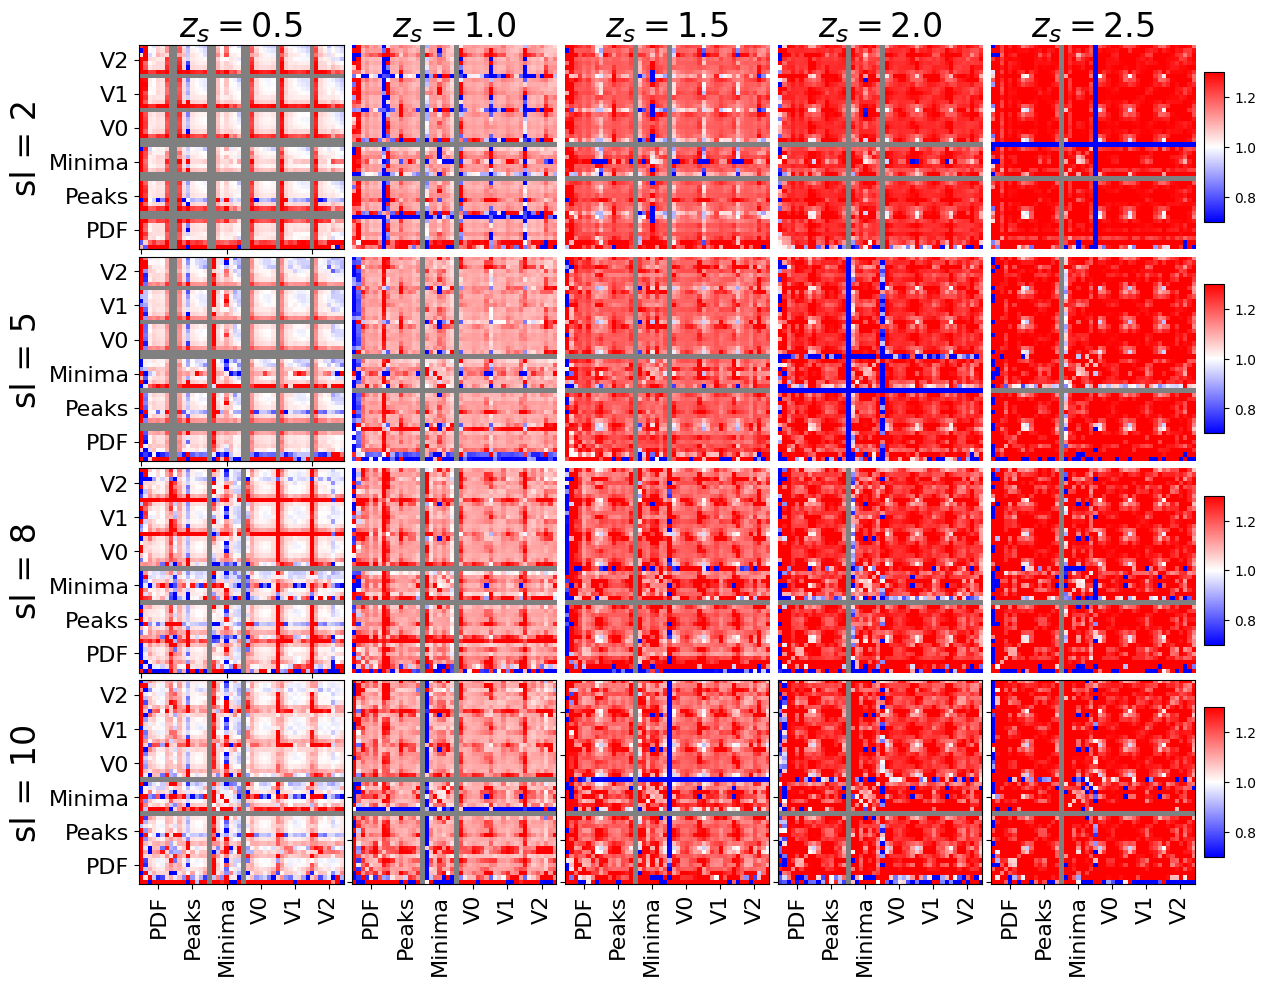 z_s = 0.5 z_s = 1.0 z_s = 1.5 z_s = 2.0 z_s = 2.5
sl = 2
V2
V1
V0
Minima
Peaks
PDF
1.2
1.0
0.8
sl = 5
V2
V1
V0
Minima
Peaks
PDF
1.2
1.0
0.8
sl = 8
V2
V1
V0
Minima
Peaks
PDF
1.2
1.0
0.8
sl = 10
V2
V1
V0
Minima
Peaks
PDF
1.2
1.0
0.8
PDF Peaks Minima V0 V1 V2 PDF Peaks Minima V0 V1 V2 PDF Peaks Minima V0 V1 V2 PDF Peaks Minima V0 V1 V2 PDF Peaks Minima V0 V1 V2